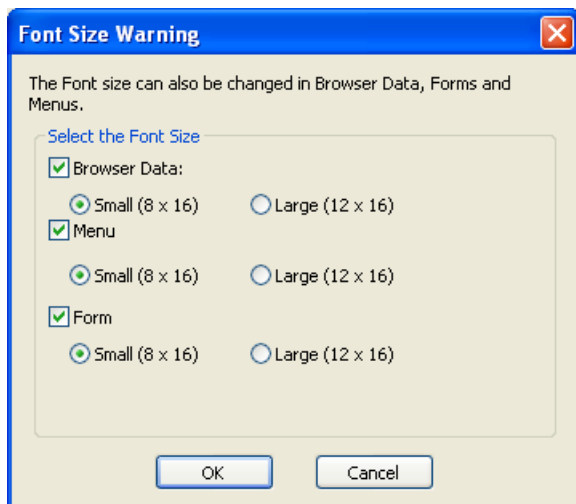 Font Size Warning
The Font size can also be changed in Browser Data, Forms and
Menus.
Select the Font Size
Browser Data:
Small (8 x 16) Large (12 x 16)
Menu
Small (8 x 16) Large (12 x 16)
Form
Small (8 x 16) Large (12 x 16)
OK Cancel